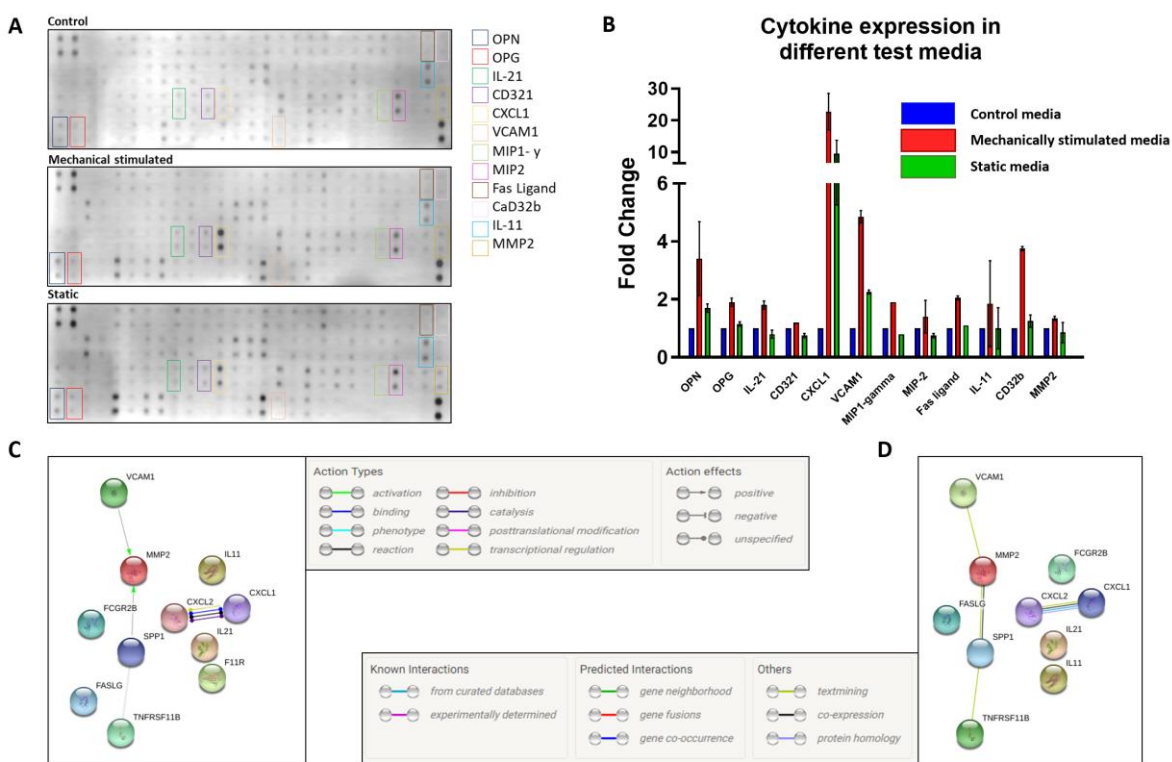 A
Control
Mechanical stimulated
Static
OPN
OPG
IL-21
CD321
CXCL1
VCAM1
MIP1- y
MIP2
Fas Ligand
CaD32b
IL-11
MMP2
B
Cytokine expression in
different test media
Fold Change
30
20
10
6
4
2
0
Control media
Mechanically stimulated media
Static media
OPN
OPG
IL-21
CD321
CXCL1
VCAM1
MIP1-gamma
MIP-2
Fas ligand
IL-11
CD32b
MMP2
C
VCAM1
MMP2
IL11
CXCL2
CXCL1
FCGR2B
SPP1
IL21
F11R
FASLG
TNFRSF11B
Action Types
activation
inhibition
binding
catalysis
phenotype
posttranslational modification
reaction
transcriptional regulation
Action effects
positive
negative
unspecified
Known Interactions
from curated databases
experimentally determined
Predicted Interactions
gene neighborhood
gene fusions
gene co-occurrence
Others
textmining
co-expression
protein homology
D
VCAM1
MMP2
FCGR2B
CXCL2
CXCL1
FASLG
SPP1
IL21
IL11
TNFRSF11B